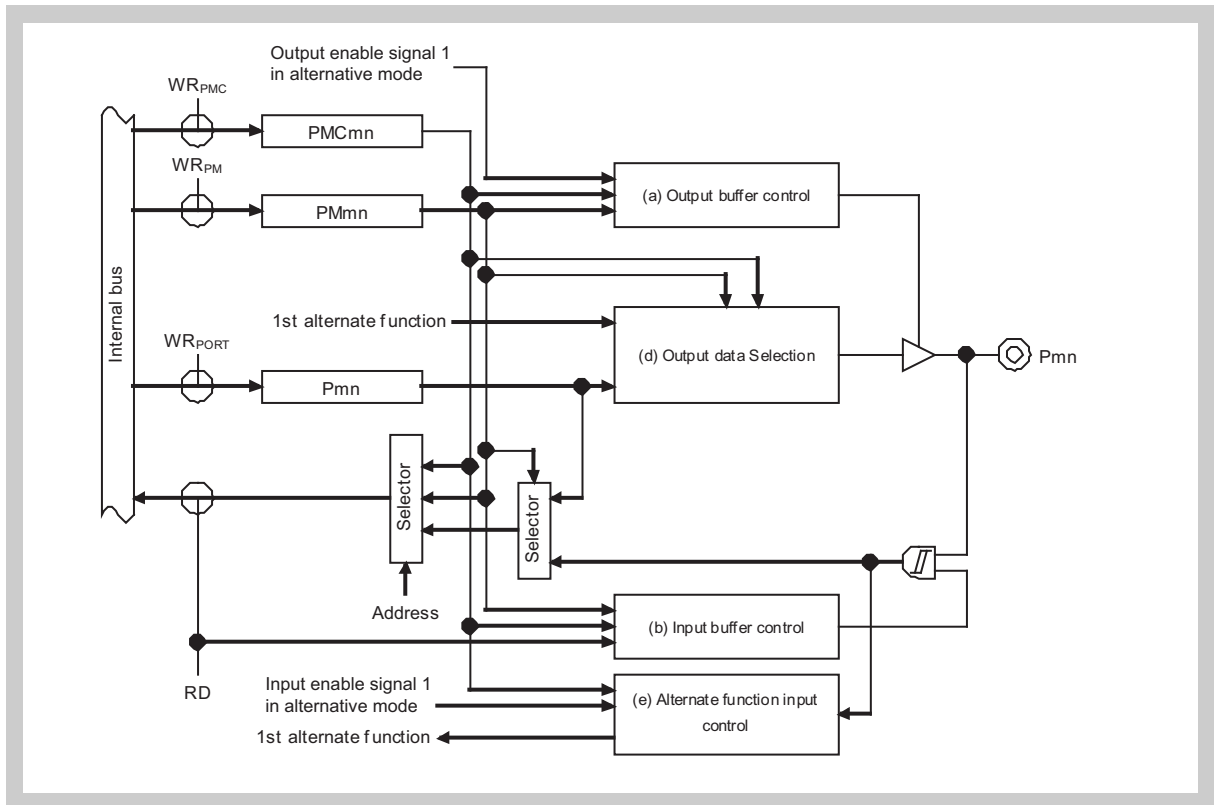 Output enable signal 1
in alternative mode
WRPMC
PMCmn
WRPM
PMmn
(a) Output buffer control
Internal bus
1st alternate function
(d) Output data Selection
WRPORT
Pmn
Pmn
Selector
Selector
Address
(b) Input buffer control
RD
Input enable signal 1
in alternative mode
(e) Alternate function input
control
1st alternate function